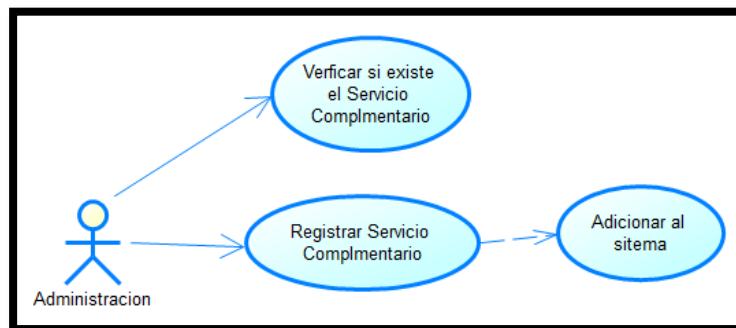 Verficar si existe
el Servicio
Complmentario
Registrar Servicio
Complmentario
Adicionar al
sitema
Administracion